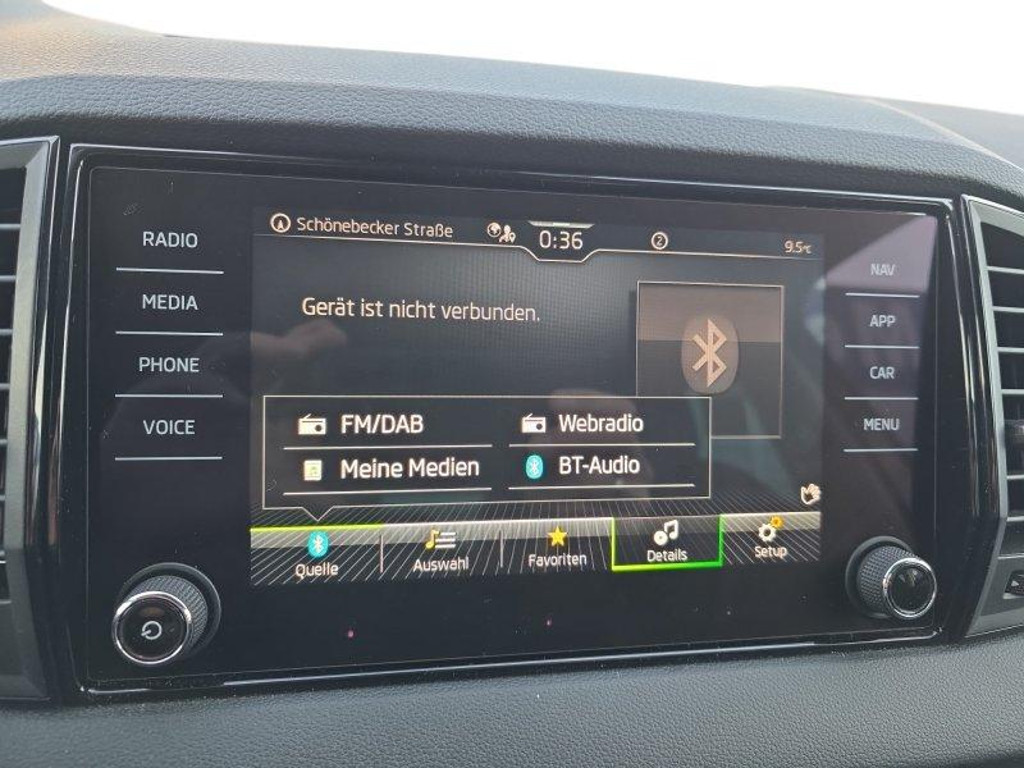 Schönebecker Straße
0:36
2
9.5°C
RADIO
MEDIA
PHONE
VOICE
NAV
APP
CAR
MENU
Gerät ist nicht verbunden.
FM/DAB
Webradio
Meine Medien
BT-Audio
Quelle
Auswahl
Favoriten
Details
Setup